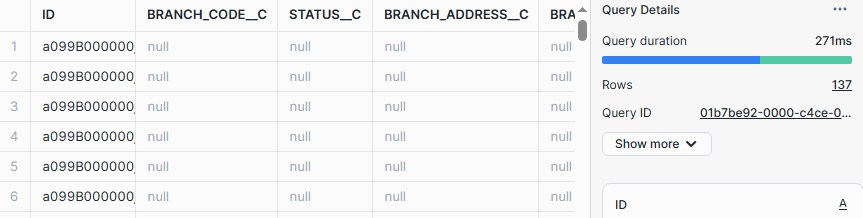 ID BRANCH_CODE__C STATUS__C BRANCH_ADDRESS__C BRA
1 a099B000000 null null null null
2 a099B000000 null null null null
3 a099B000000 null null null null
4 a099B000000 null null null null
5 a099B000000 null null null null
6 a099B000000 null null null null
Query Details ...
Query duration 271ms
Rows 137
Query ID 01b7be92-0000-c4ce-0...
Show more
ID A